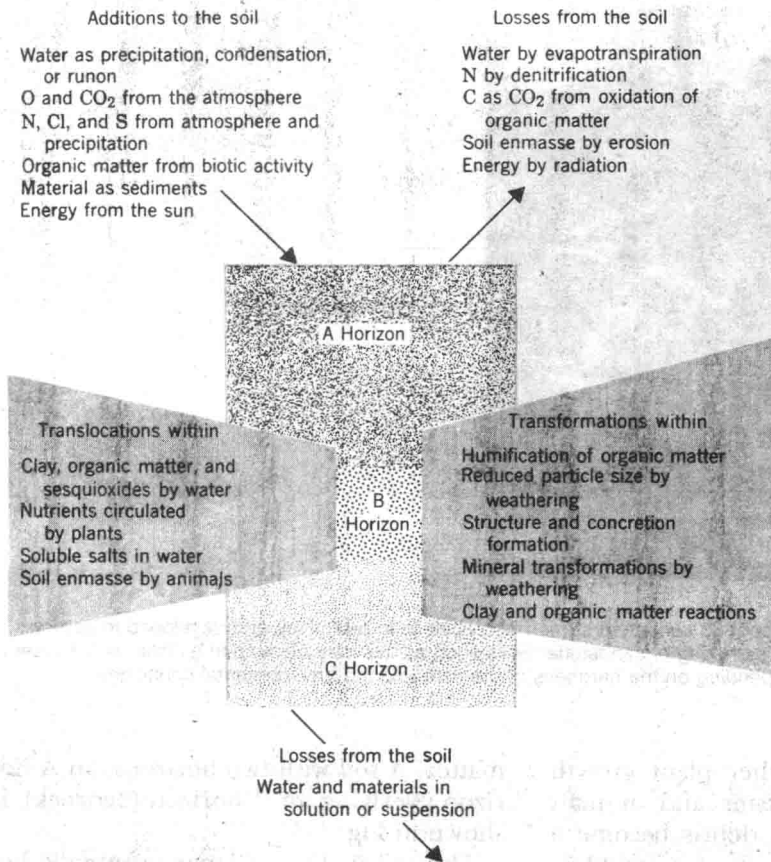 Additions to the soil
Water as precipitation, condensation,
or runon
O and CO₂ from the atmosphere
N, Cl, and S from atmosphere and
precipitation
Organic matter from biotic activity
Material as sediments
Energy from the sun
Losses from the soil
Water by evapotranspiration
N by denitrification
C as CO₂ from oxidation of
organic matter
Soil enmasse by erosion
Energy by radiation
A Horizon
Translocations within
Clay, organic matter, and
sesquioxides by water
Nutrients circulated
by plants
Soluble salts in water
Soil enmasse by animals
B
Horizon
Transformations within
Humification of organic matter
Reduced particle size by
weathering
Structure and concretion
formation
Mineral transformations by
weathering
Clay and organic matter reactions
C Horizon
Losses from the soil
Water and materials in
solution or suspension